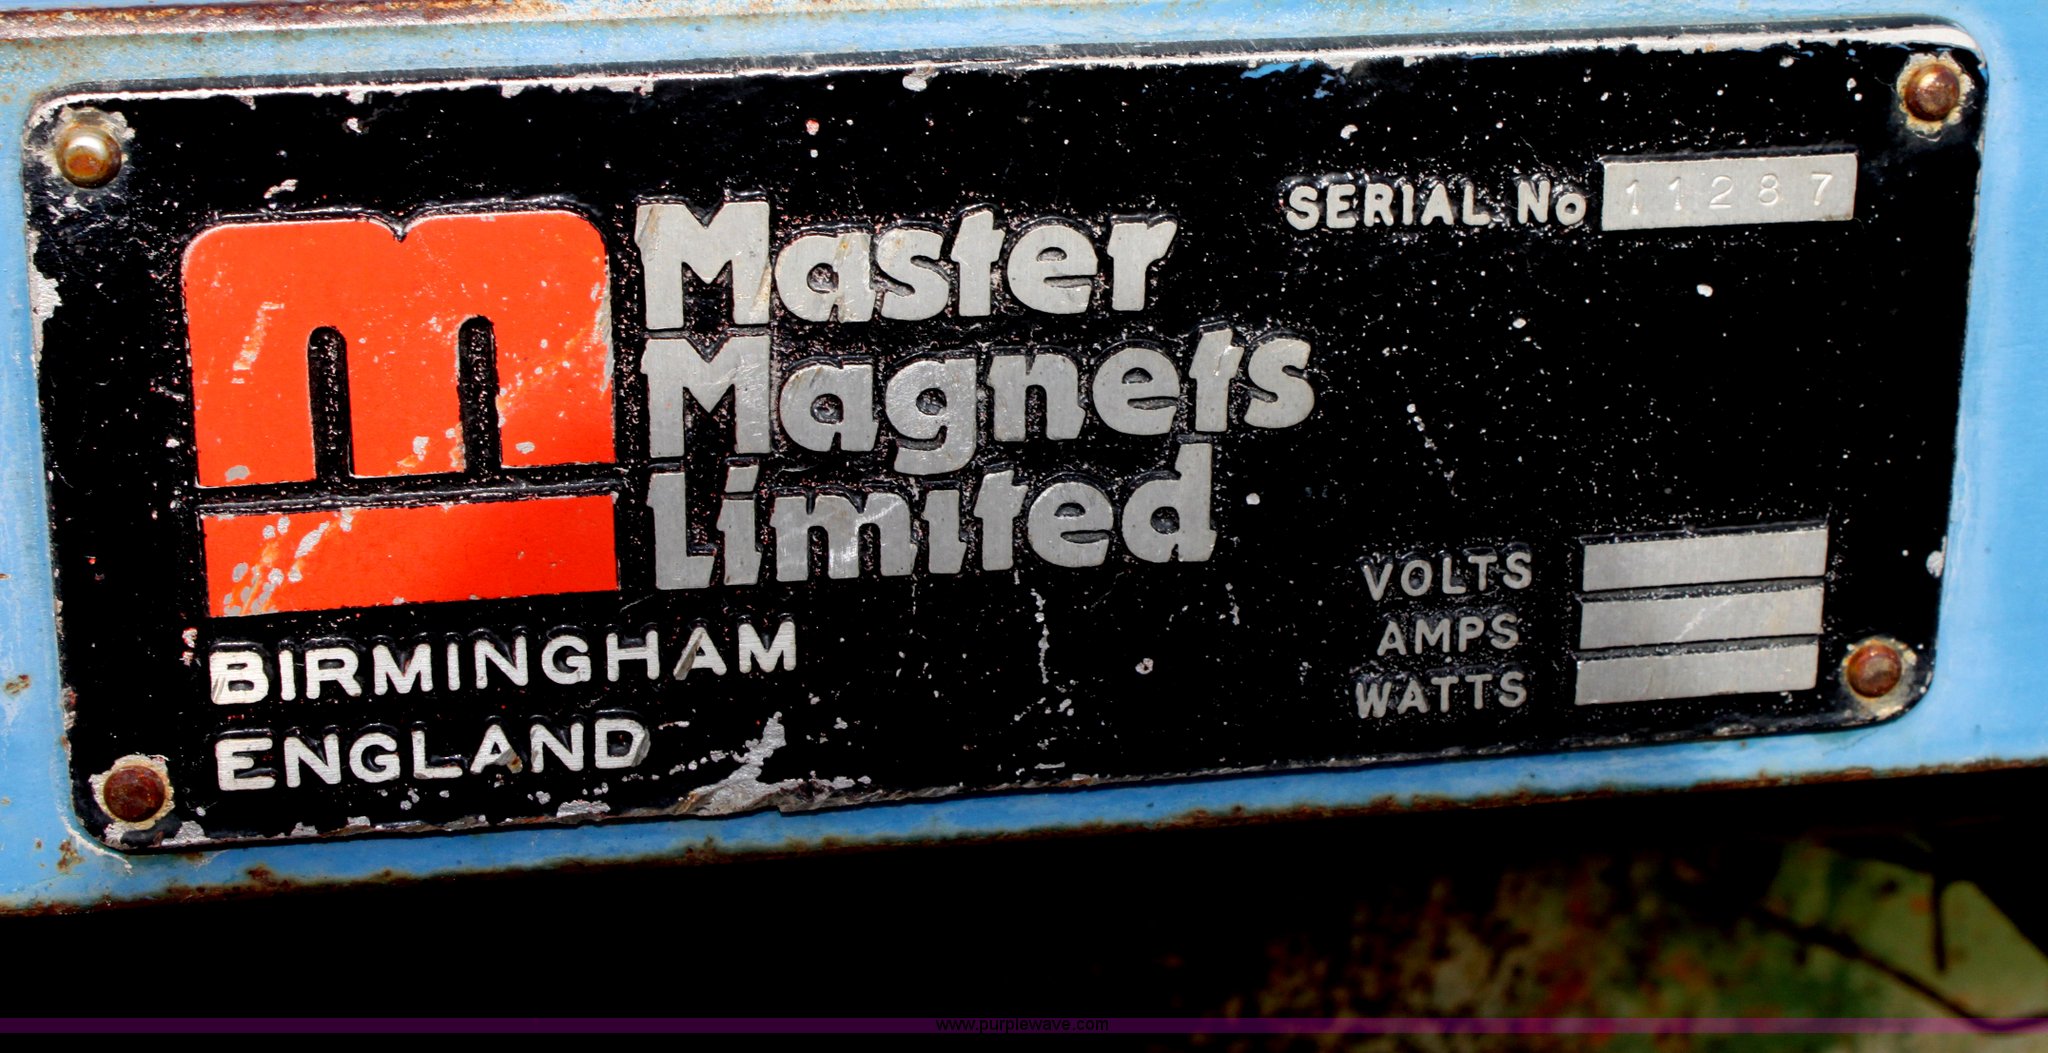 Master
Magnets
Limited
BIRMINGHAM
ENGLAND
SERIAL No 11287
VOLTS
AMPS
WATTS
www.purplewave.com